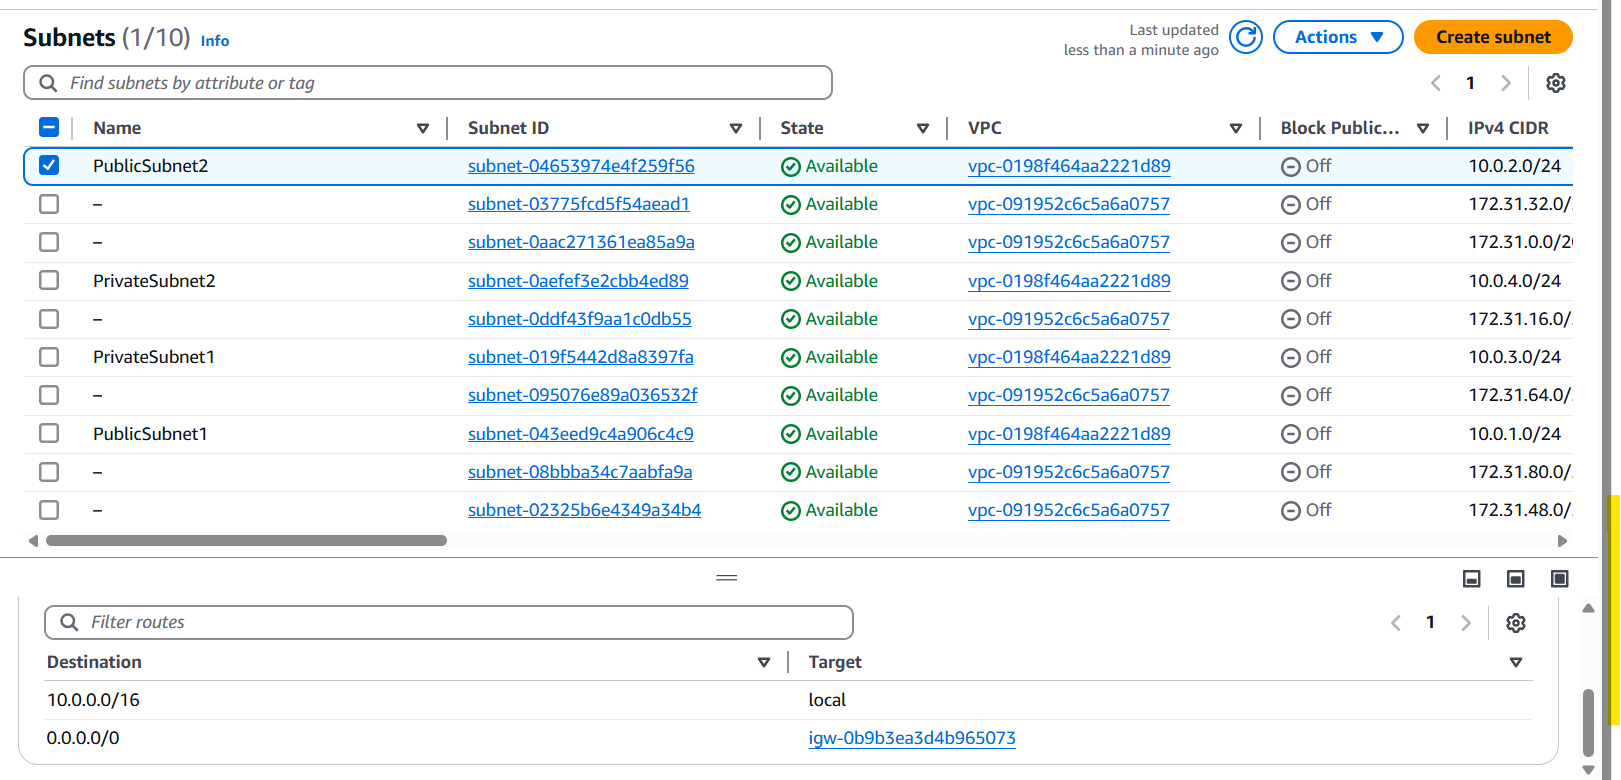 Subnets (1/10) Info
Last updated
less than a minute ago
Actions
Create subnet
Find subnets by attribute or tag
1
Name Subnet ID State VPC Block Public... IPv4 CIDR
PublicSubnet2 subnet-04653974e4f259f56 Available vpc-0198f464aa2221d89 Off 10.0.2.0/24
– subnet-03775fcd5f54aead1 Available vpc-091952c6c5a6a0757 Off 172.31.32.0/
– subnet-0aac271361ea85a9a Available vpc-091952c6c5a6a0757 Off 172.31.0.0/20
PrivateSubnet2 subnet-0aefef3e2cbb4ed89 Available vpc-0198f464aa2221d89 Off 10.0.4.0/24
– subnet-0ddf43f9aa1c0db55 Available vpc-091952c6c5a6a0757 Off 172.31.16.0/
PrivateSubnet1 subnet-019f5442d8a8397fa Available vpc-0198f464aa2221d89 Off 10.0.3.0/24
– subnet-095076e89a036532f Available vpc-091952c6c5a6a0757 Off 172.31.64.0/
PublicSubnet1 subnet-043eed9c4a906c4c9 Available vpc-0198f464aa2221d89 Off 10.0.1.0/24
– subnet-08bbba34c7aabfa9a Available vpc-091952c6c5a6a0757 Off 172.31.80.0/
– subnet-02325b6e4349a34b4 Available vpc-091952c6c5a6a0757 Off 172.31.48.0/
Filter routes
1
Destination Target
10.0.0.0/16 local
0.0.0.0/0 igw-0b9b3ea3d4b965073